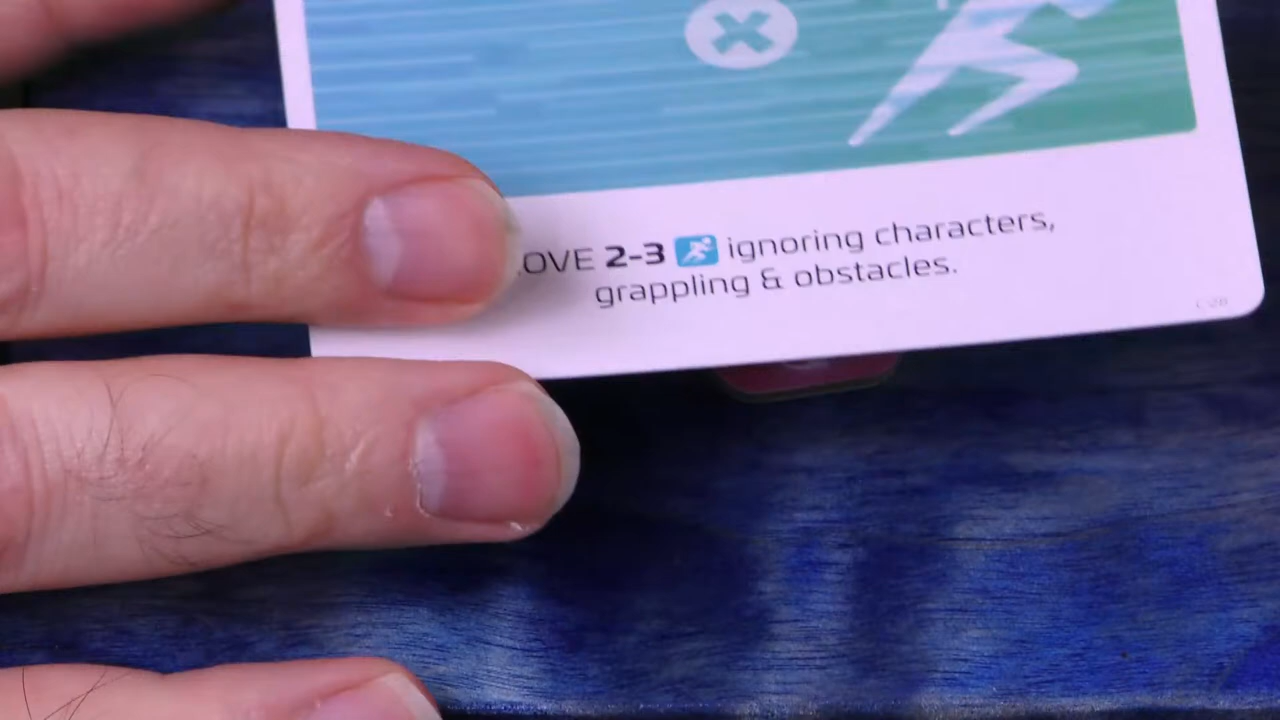 OVE 2-3 ignoring characters,
grappling & obstacles.